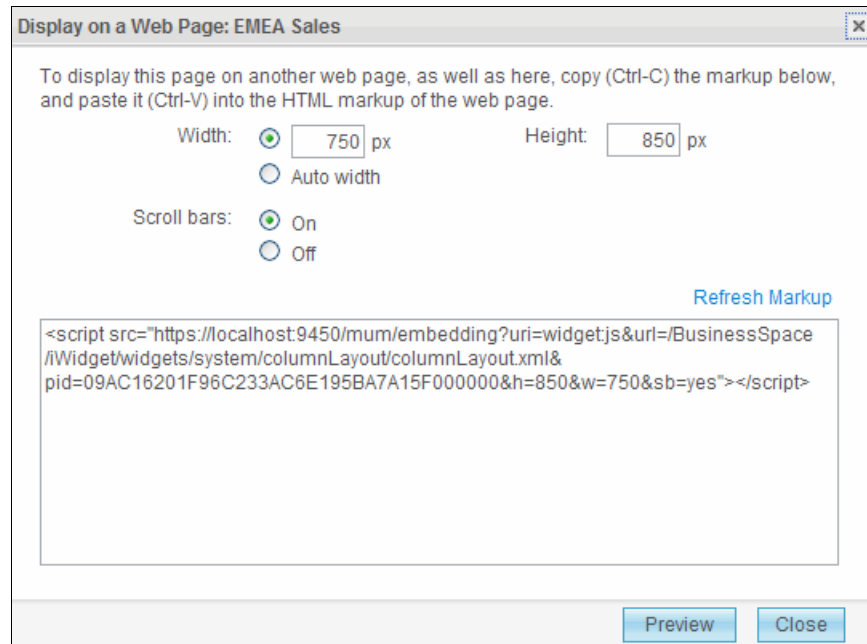 Display on a Web Page: EMEA Sales
To display this page on another web page, as well as here, copy (Ctrl-C) the markup below,
and paste it (Ctrl-V) into the HTML markup of the web page.
Width: 750 px Height: 850 px
Auto width
Scroll bars: On
Off
Refresh Markup
<script src="https://localhost:9450/mum/embedding?uri=widget:js&url=/BusinessSpace
/iWidget/widgets/system/columnLayout/columnLayout.xml&
pid=09AC16201F96C233AC6E195BA7A15F000000&h=850&w=750&sb=yes"></script>
Preview Close